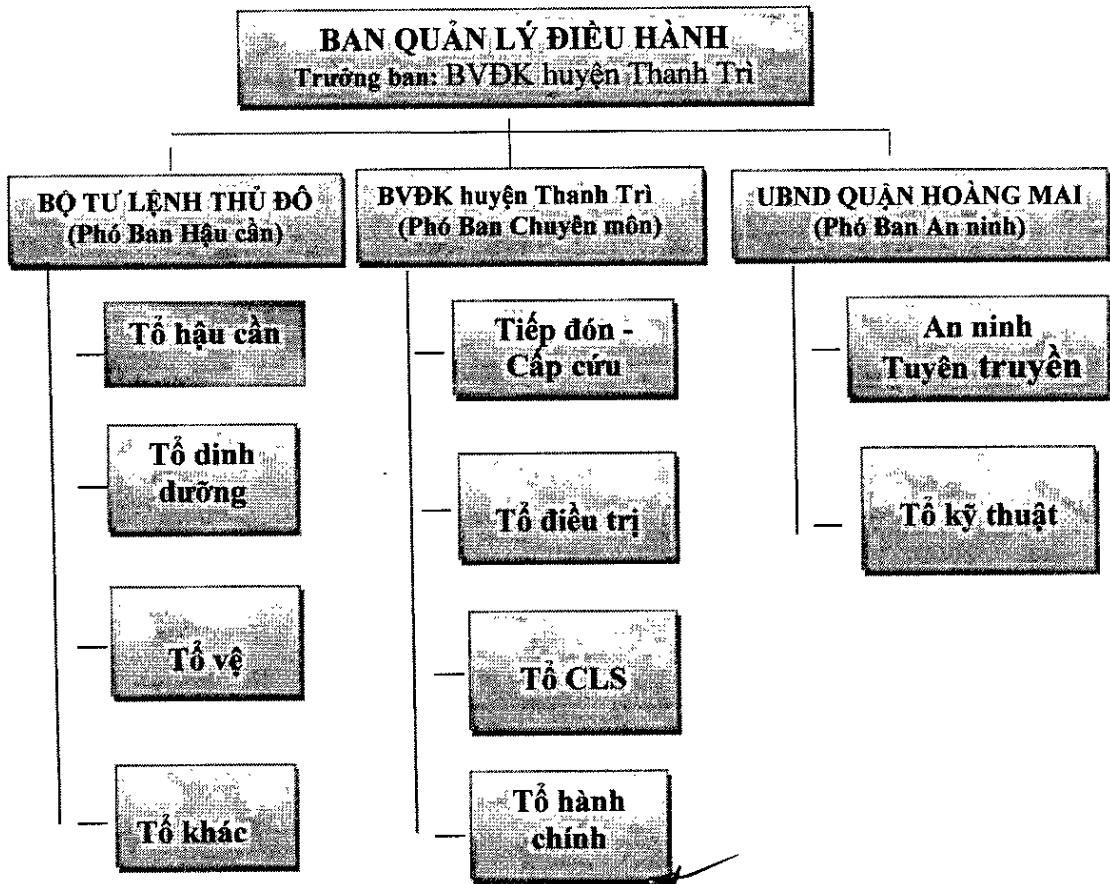 BAN QUẢN LÝ ĐIỀU HÀNH
Trưởng ban: BVĐK huyện Thanh Trì
BỘ TƯ LỆNH THỦ ĐÔ
(Phó Ban Hậu cần)
BVĐK huyện Thanh Trì
(Phó Ban Chuyên môn)
UBND QUẬN HOÀNG MAI
(Phó Ban An ninh)
Tổ hậu cần
Tổ dinh
dưỡng
Tổ vệ
Tổ khác
Tiếp đón -
Cấp cứu
Tổ điều trị
Tổ CLS
Tổ hành
chính
An ninh
Tuyên truyền
Tổ kỹ thuật